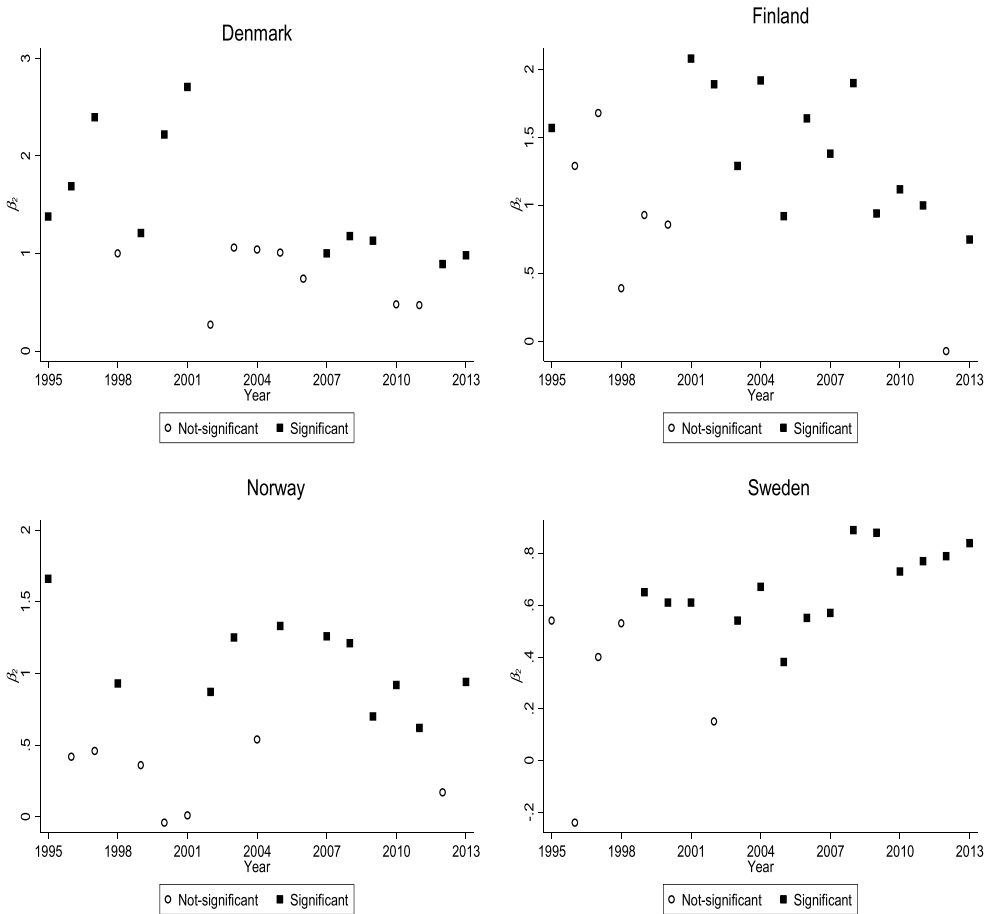 Denmark
3
2
1
0
β₂
1995 1998 2001 2004 2007 2010 2013
Year
Not-significant Significant
Finland
2
1.5
1
.5
0
β₂
1995 1998 2001 2004 2007 2010 2013
Year
Not-significant Significant
Norway
2
1.5
1
.5
0
β₂
1995 1998 2001 2004 2007 2010 2013
Year
Not-significant Significant
Sweden
.8
.6
.4
.2
0
-.2
β₂
1995 1998 2001 2004 2007 2010 2013
Year
Not-significant Significant